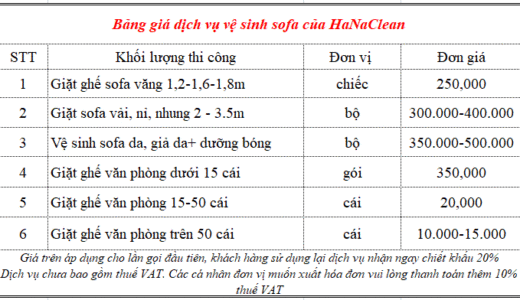 Bảng giá dịch vụ vệ sinh sofa của HaNaClean
STT Khối lượng thi công Đơn vị Đơn giá
1 Giặt ghế sofa văng 1,2-1,6-1,8m chiếc 250,000
2 Giặt sofa vải, nỉ, nhung 2 - 3.5m bộ 300.000-400.000
3 Vệ sinh sofa da, giả da+ dưỡng bóng bộ 350.000-500.000
4 Giặt ghế văn phòng dưới 15 cái gói 350,000
5 Giặt ghế văn phòng 15-50 cái cái 20,000
6 Giặt ghế văn phòng trên 50 cái cái 10.000-15.000
Giá trên áp dụng cho lần gọi đầu tiên, khách hàng sử dụng lại dịch vụ nhận ngay chiết khấu 20%
Dịch vụ chưa bao gồm thuế VAT. Các cá nhân đơn vị muốn xuất hóa đơn vui lòng thanh toán thêm 10%
thuế VAT